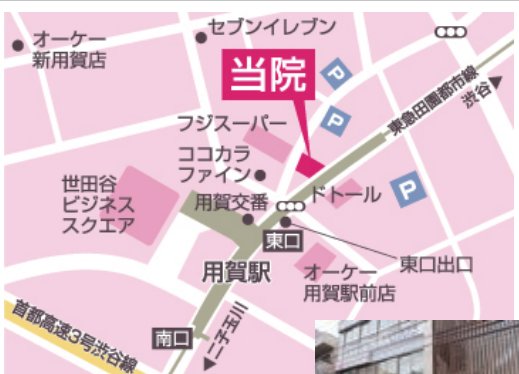 オーケー
新用賀店
セブンイレブン
当院
P
P
東急田園都市線
渋谷
フジスーパー
ココカラ
ファイン
世田谷
ビジネス
スクエア
用賀交番
ドトール
P
東口
東口出口
用賀駅
オーケー
用賀駅前店
首都高速3号渋谷線
南口
二子玉川